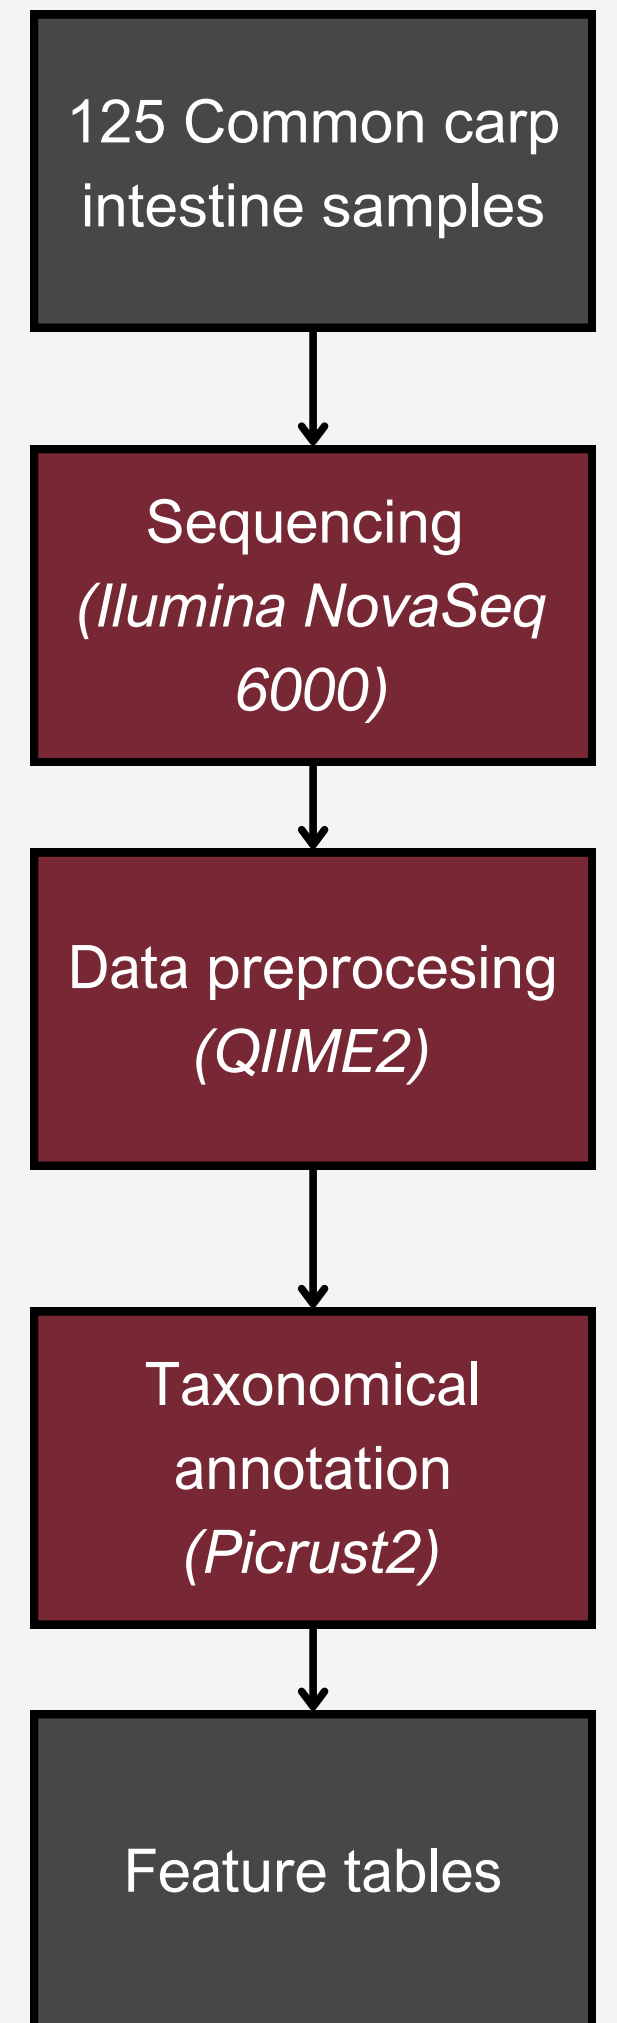 125 Common carp
intestine samples
Sequencing
(Ilumina NovaSeq
6000)
Data preprocesing
(QIIME2)
Taxonomical
annotation
(Picrust2)
Feature tables